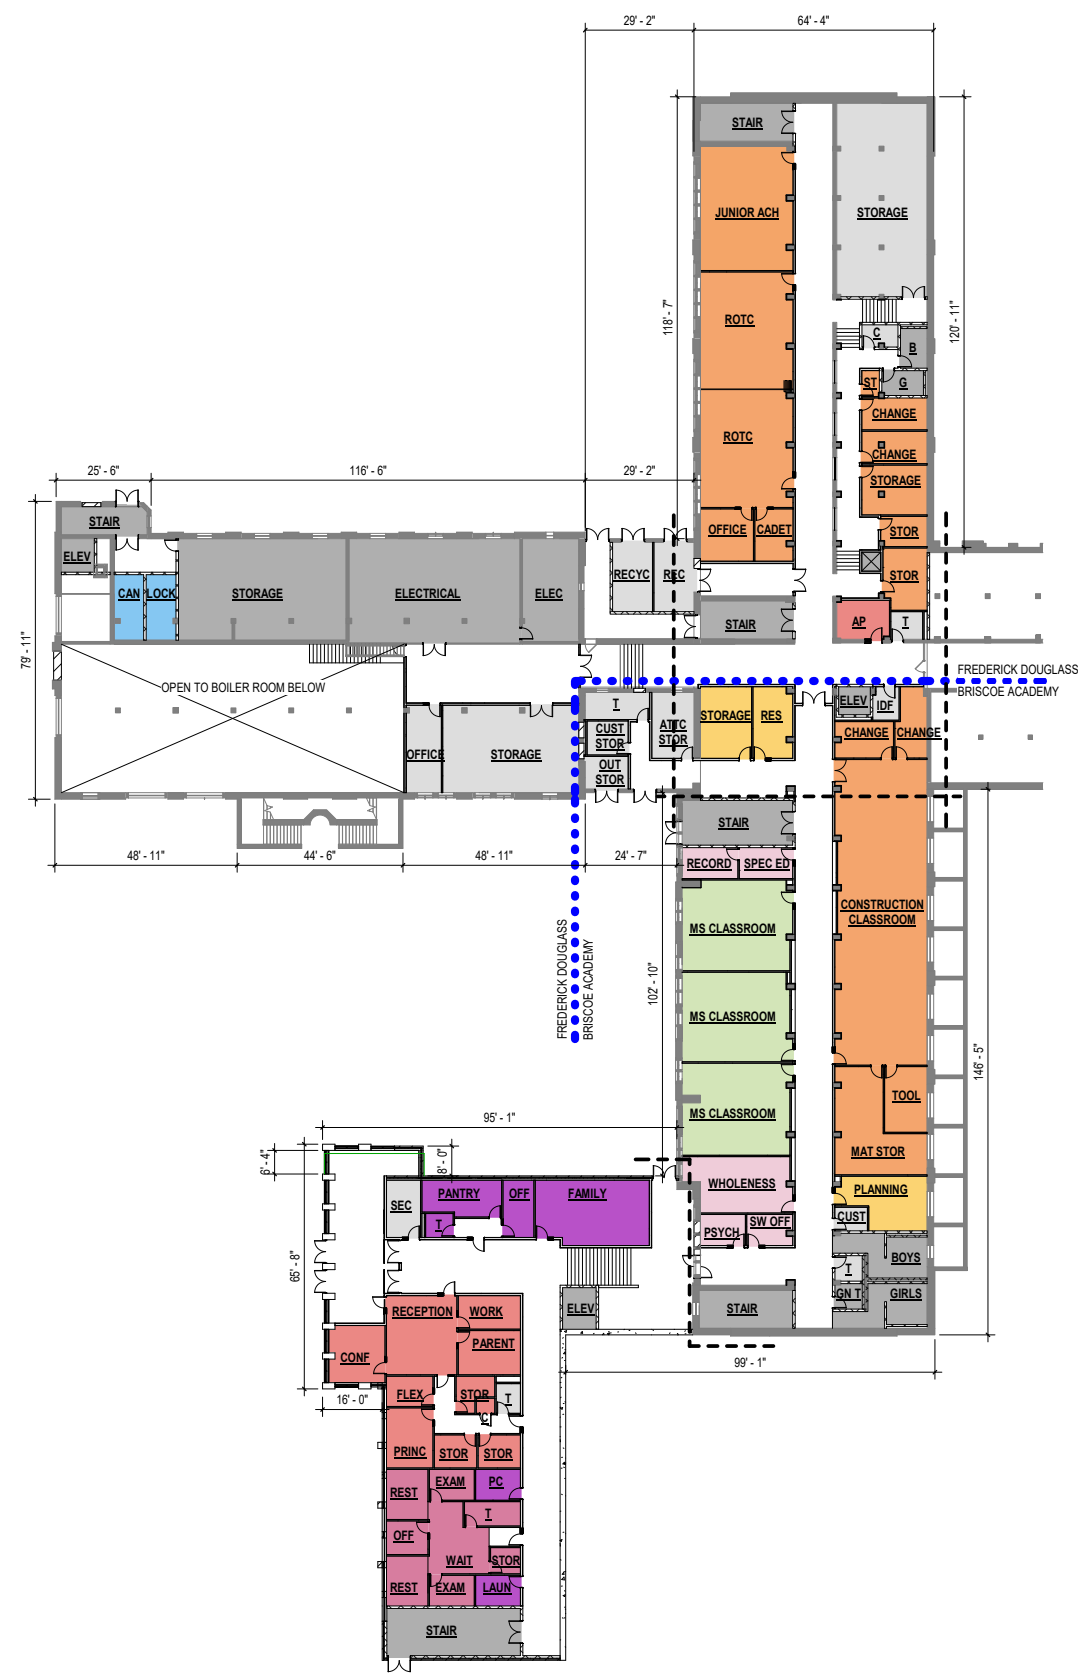 29' - 2"
64' - 4"
STAIR
JUNIOR ACH
STORAGE
118' - 7"
120' - 11"
ROTC
C
B
ST
G
CHANGE
ROTC
CHANGE
25' - 6"
116' - 6"
29' - 2"
STORAGE
STAIR
OFFICE
CADET
STOR
ELEV
RECYC
REC
STOR
CAN
LOCK
STORAGE
ELECTRICAL
ELEC
79' - 11"
STAIR
AP
T
FREDERICK DOUGLASS
BRISCOE ACADEMY
OPEN TO BOILER ROOM BELOW
T
STORAGE
RES
ELEV
IDF
CUST
STOR
ATTC
STOR
CHANGE
CHANGE
OFFICE
STORAGE
OUT
STOR
STAIR
48' - 11"
44' - 6"
48' - 11"
24' - 7"
RECORD
SPEC ED
CONSTRUCTION
CLASSROOM
MS CLASSROOM
FREDERICK DOUGLASS
BRISCOE ACADEMY
102' - 10"
MS CLASSROOM
146' - 5"
TOOL
95' - 1"
MS CLASSROOM
MAT STOR
6' - 4"
8' - 0"
WHOLENESS
PLANNING
SEC
PANTRY
OFF
FAMILY
CUST
T
PSYCH
SW OFF
BOYS
65' - 8"
T
GN T
GIRLS
RECEPTION
WORK
ELEV
STAIR
PARENT
CONF
99' - 1"
16' - 0"
FLEX
STOR
T
C
PRINC
STOR
STOR
REST
EXAM
PC
T
OFF
WAIT
STOR
REST
EXAM
LAUN
STAIR